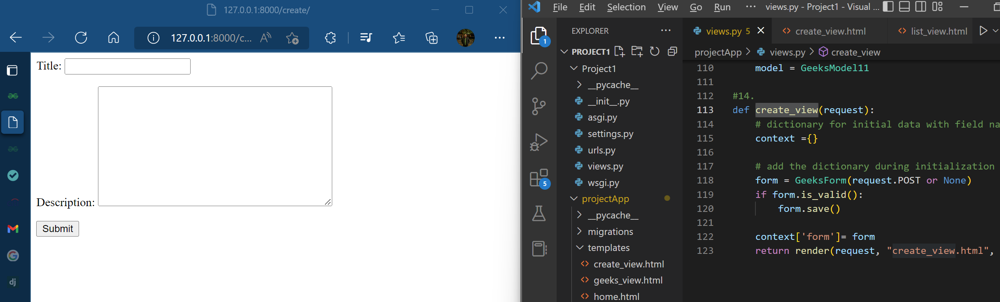 127.0.0.1:8000/create/
127.0.0.1:8000/c...
Title:
Description:
Submit
dj
File Edit Selection View Go Run ··· views.py - Project1 - Visual ...
EXPLORER ···
1
5
PROJECT1
Project1
__pycache__
__init__.py
asgi.py
settings.py
urls.py
views.py
wsgi.py
projectApp
__pycache__
migrations
templates
create_view.html
geeks_view.html
home.html
views.py 5 create_view.html list_view.html
projectApp > views.py > create_view
110 model = GeeksModel11
111
112 #14.
113 def create_view(request):
114 # dictionary for initial data with field na
115 context ={}
116
117 # add the dictionary during initialization
118 form = GeeksForm(request.POST or None)
119 if form.is_valid():
120 form.save()
121
122 context['form']= form
123 return render(request, "create_view.html",